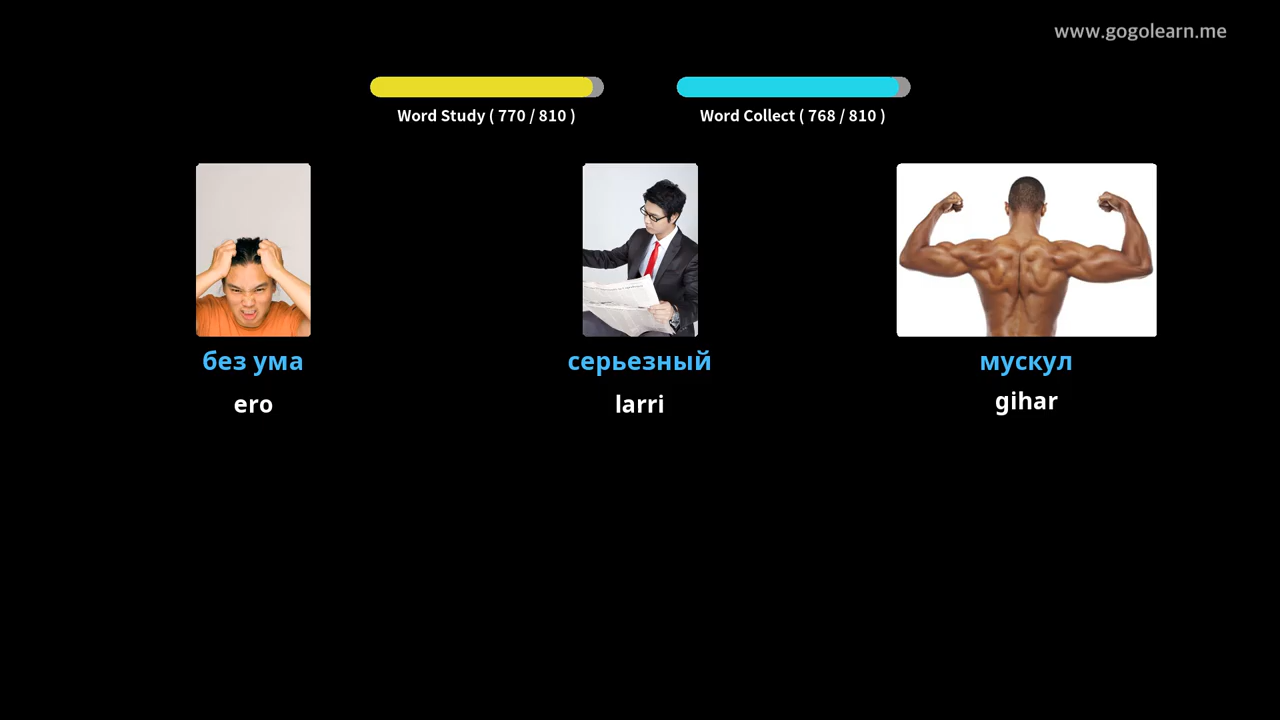 www.gogolearn.me
Word Study ( 770 / 810 )
Word Collect ( 768 / 810 )
без ума
серьезный
мускул
ero
larri
gihar